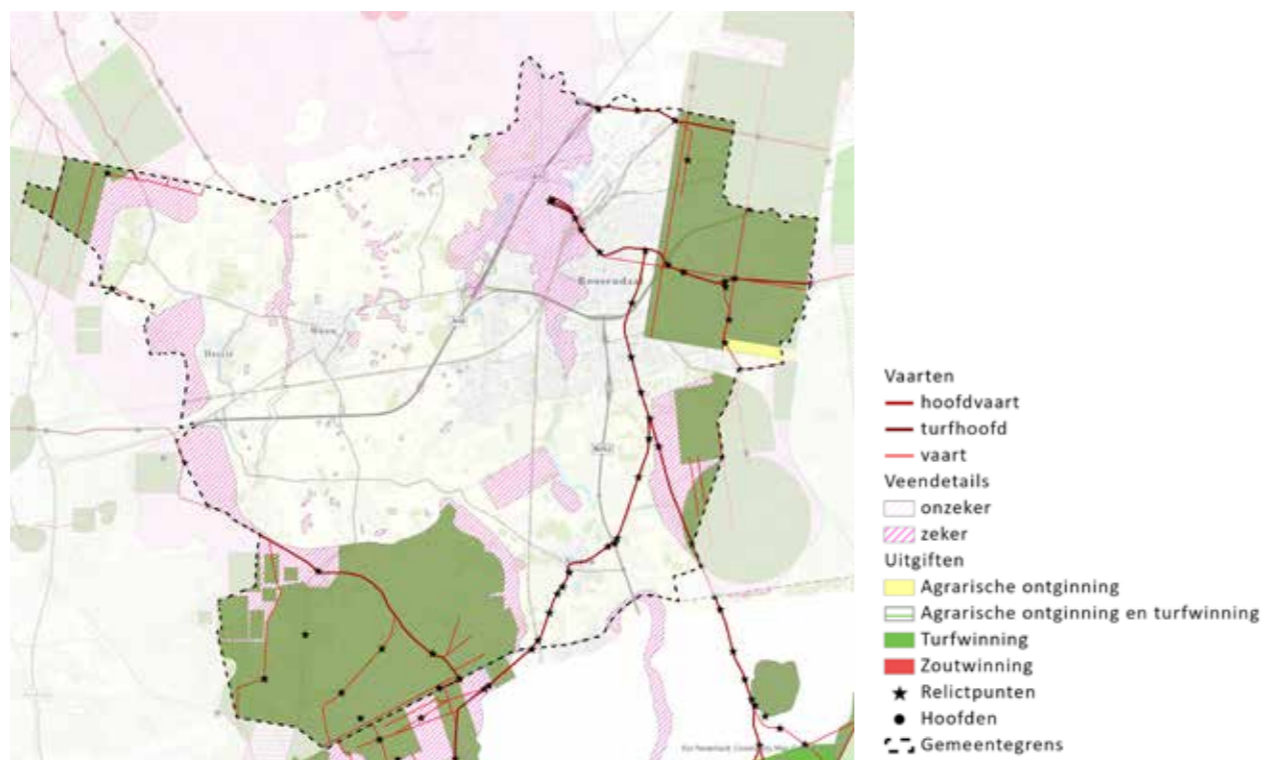 Roosendaal
Vaarten
hoofdvaart
turfhoofd
vaart
Veendetails
onzeker
zeker
Uitgiften
Agrarische ontginning
Agrarische ontginning en turfwinning
Turfwinning
Zoutwinning
Relictpunten
Hoofden
Gemeentegrens